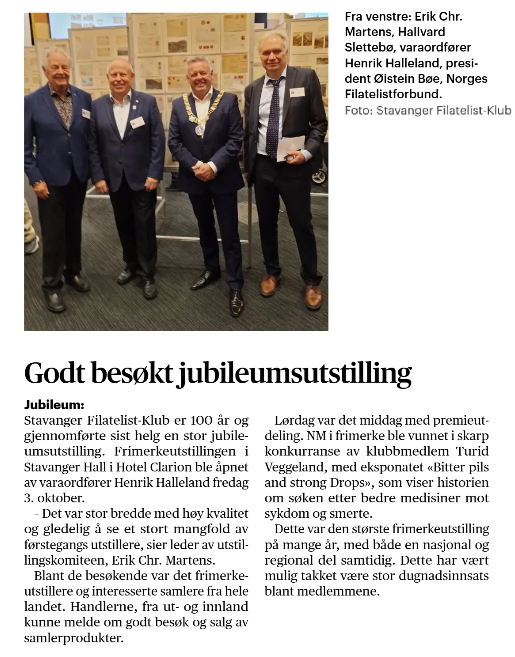 Fra venstre: Erik Chr.
Martens, Hallvard
Slettebø, varaordfører
Henrik Halleland, presi-
dent Øistein Bøe, Norges
Filatelistforbund.
Foto: Stavanger Filatelist-Klub
Godt besøkt jubileumsutstilling
Jubileum:
Stavanger Filatelist-Klub er 100 år og
gjennomførte sist helg en stor jubile-
umsutstilling. Frimerkeutstillingen i
Stavanger Hall i Hotel Clarion ble åpnet
av varaordfører Henrik Halleland fredag
3. oktober.
– Det var stor bredde med høy kvalitet
og gledelig å se et stort mangfold av
førstegangs utstillere, sier leder av utstil-
lingskomiteen, Erik Chr. Martens.
Blant de besøkende var det frimerke-
utstillere og interesserte samlere fra hele
landet. Handlerne, fra ut- og innland
kunne melde om godt besøk og salg av
samlerprodukter.
Lørdag var det middag med premieut-
deling. NM i frimerke ble vunnet i skarp
konkurranse av klubbmedlem Turid
Veggeland, med eksponatet «Bitter pils
and strong Drops», som viser historien
om søken etter bedre medisiner mot
sykdom og smerte.
Dette var den største frimerkeutstilling
på mange år, med både en nasjonal og
regional del samtidig. Dette har vært
mulig takket være stor dugnadsinnsats
blant medlemmene.